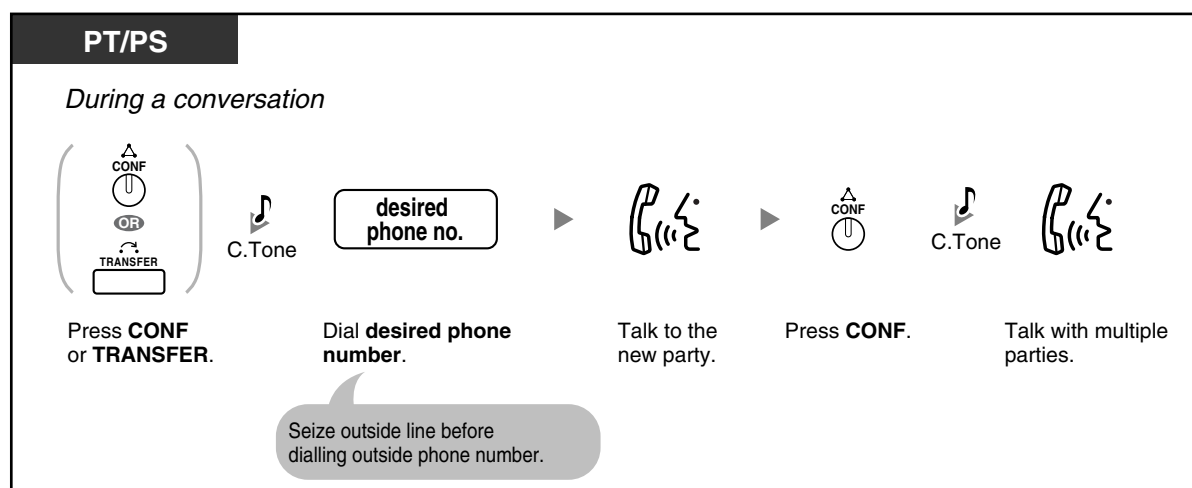 PT/PS
During a conversation
CONF
OR
TRANSFER
C.Tone
desired
phone no.
CONF
C.Tone
Press CONF
or TRANSFER.
Dial desired phone
number.
Talk to the
new party.
Press CONF.
Talk with multiple
parties.
Seize outside line before
dialling outside phone number.